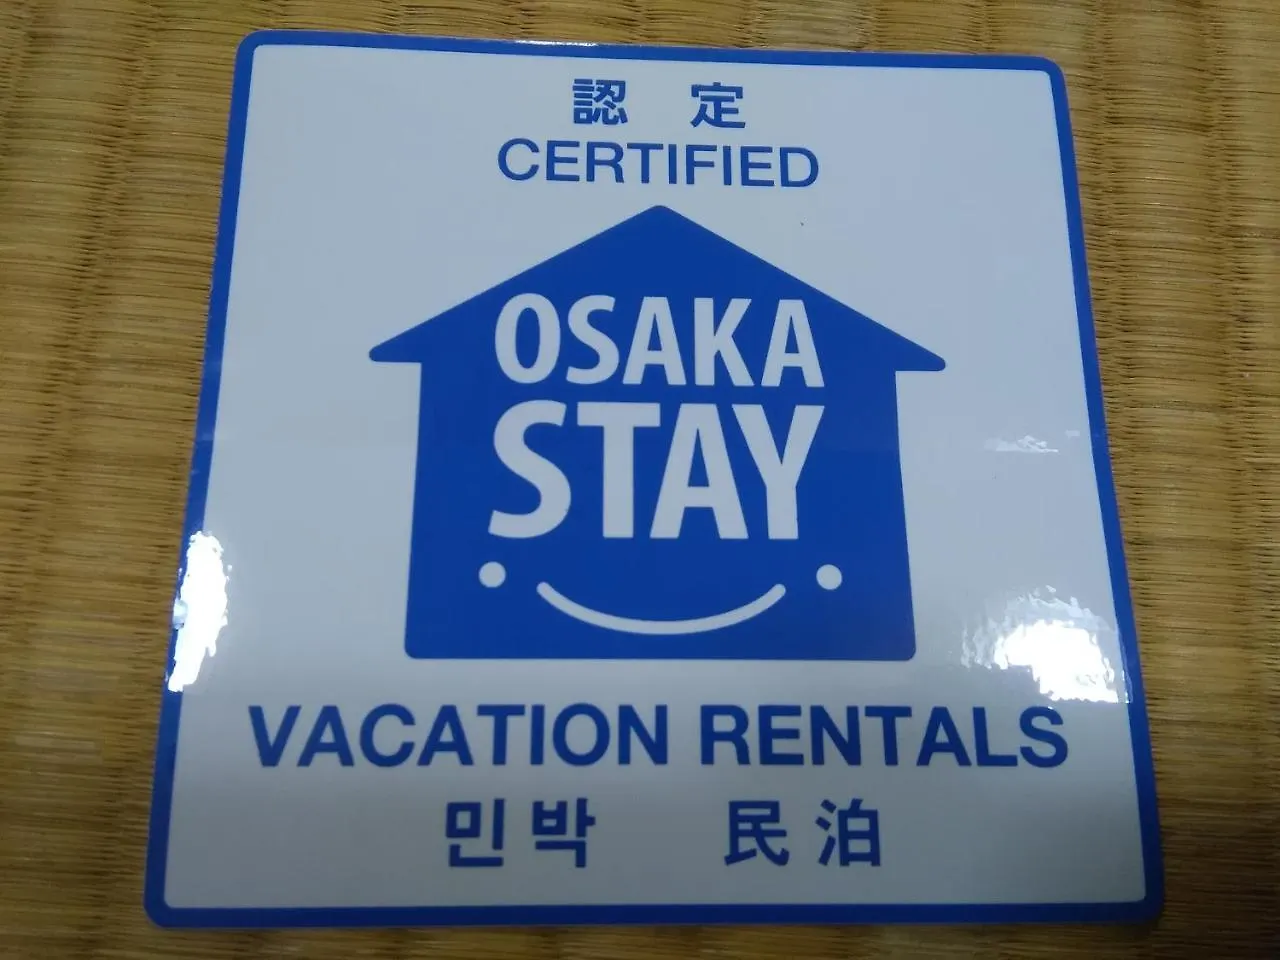 認 定
CERTIFIED
OSAKA
STAY
VACATION RENTALS
민박 民泊